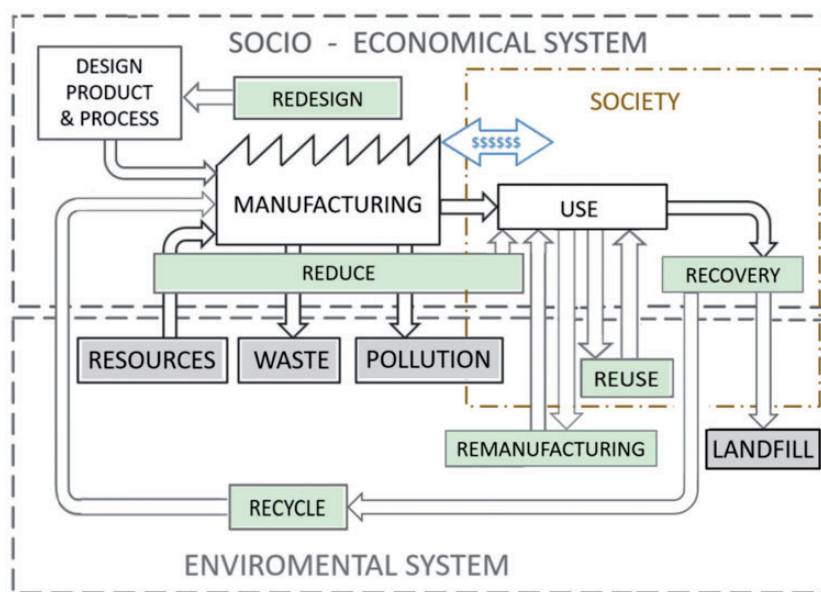 SOCIO - ECONOMICAL SYSTEM
DESIGN
PRODUCT
& PROCESS
REDESIGN
SOCIETY
$$$$$$
MANUFACTURING
USE
REDUCE
RECOVERY
RESOURCES
WASTE
POLLUTION
REUSE
REMANUFACTURING
LANDFILL
RECYCLE
ENVIROMENTAL SYSTEM